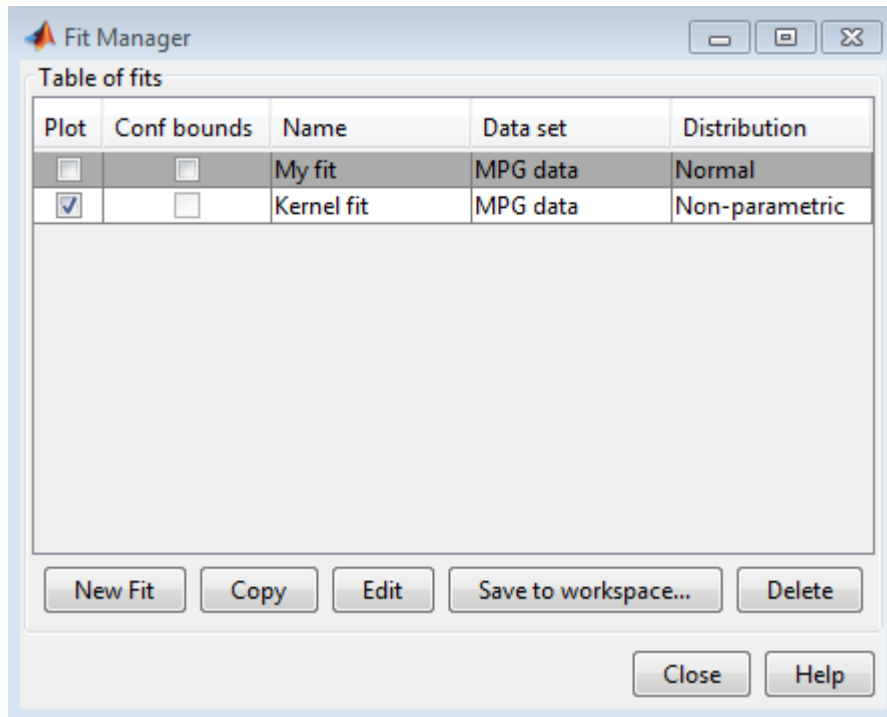 Fit Manager
Table of fits
Plot Conf bounds Name Data set Distribution
My fit MPG data Normal
Kernel fit MPG data Non-parametric
New Fit Copy Edit Save to workspace... Delete
Close Help